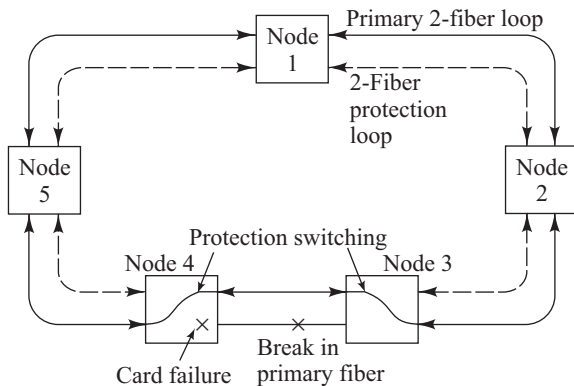 Primary 2-fiber loop
Node
1
2-Fiber
protection
loop
Node
5
Node
2
Protection switching
Node 4
Node 3
Card failure
Break in
primary fiber